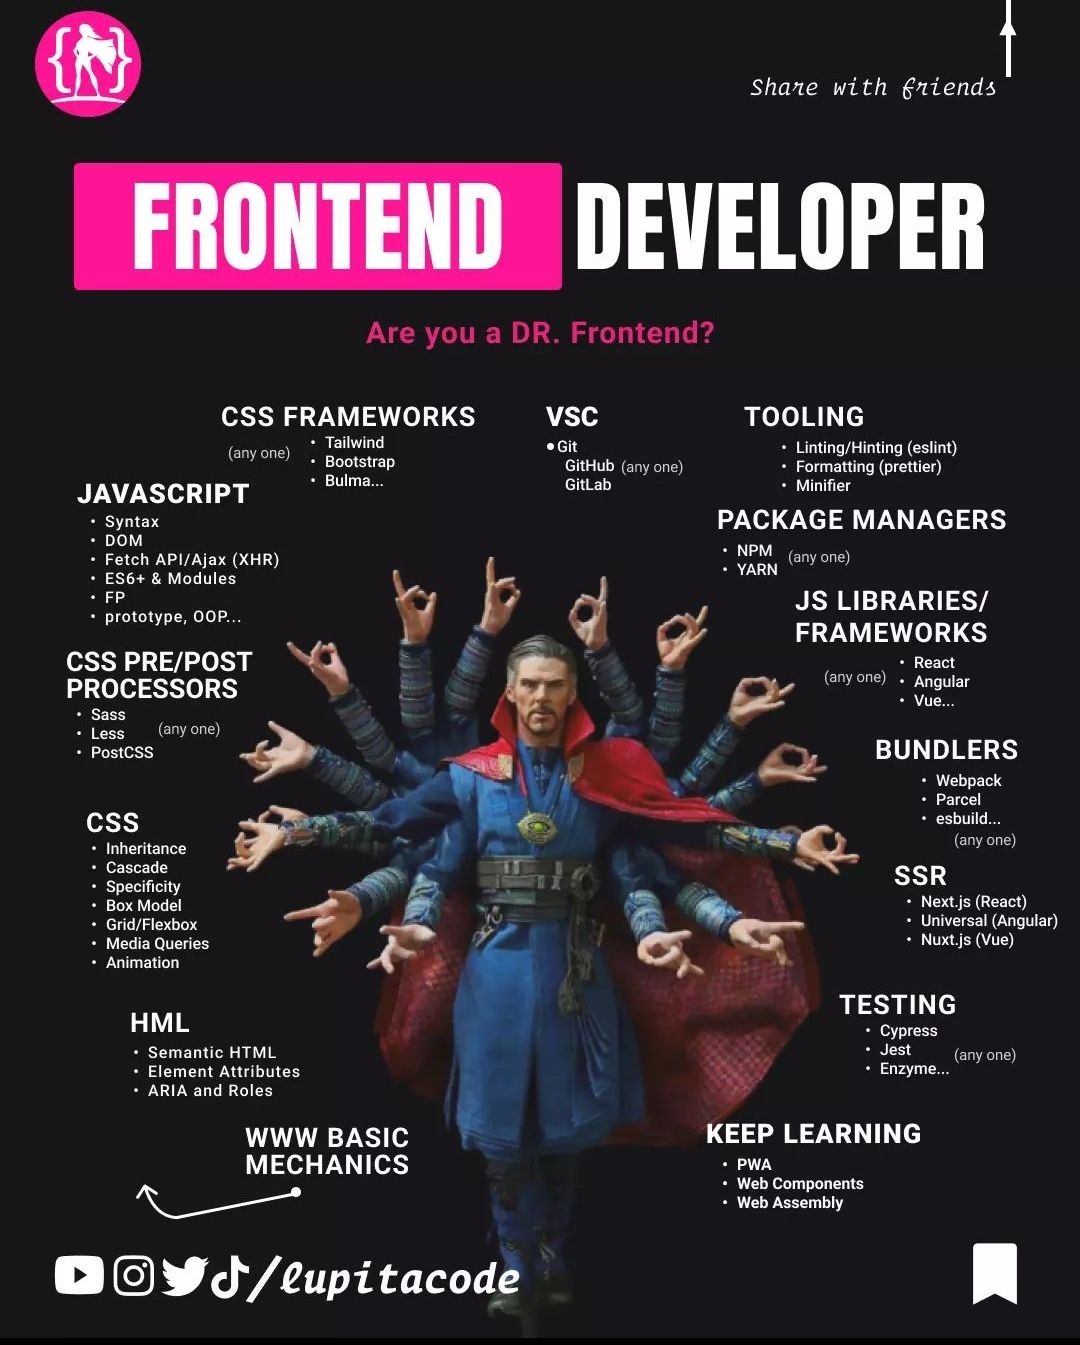 Share with friends
FRONTEND DEVELOPER
Are you a DR. Frontend?
CSS FRAMEWORKS
(any one)
• Tailwind
• Bootstrap
• Bulma...
VSC
• Git
GitHub (any one)
GitLab
TOOLING
• Linting/Hinting (eslint)
• Formatting (prettier)
• Minifier
JAVASCRIPT
• Syntax
• DOM
• Fetch API/Ajax (XHR)
• ES6+ & Modules
• FP
• prototype, OOP...
PACKAGE MANAGERS
• NPM
• YARN
(any one)
JS LIBRARIES/
FRAMEWORKS
(any one)
• React
• Angular
• Vue...
CSS PRE/POST
PROCESSORS
• Sass
• Less
• PostCSS
(any one)
BUNDLERS
• Webpack
• Parcel
• esbuild...
(any one)
CSS
• Inheritance
• Cascade
• Specificity
• Box Model
• Grid/Flexbox
• Media Queries
• Animation
SSR
• Next.js (React)
• Universal (Angular)
• Nuxt.js (Vue)
HML
• Semantic HTML
• Element Attributes
• ARIA and Roles
TESTING
• Cypress
• Jest
• Enzyme...
(any one)
WWW BASIC
MECHANICS
KEEP LEARNING
• PWA
• Web Components
• Web Assembly
/lupitacode